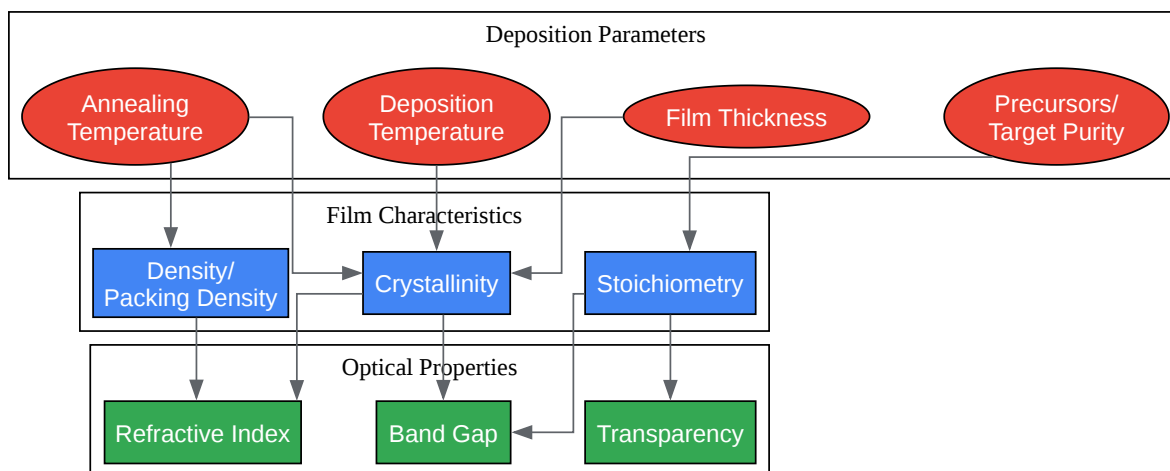 Deposition Parameters
Annealing
Temperature
Deposition
Temperature
Film Thickness
Precursors/
Target Purity
Film Characteristics
Density/
Packing Density
Crystallinity
Stoichiometry
Optical Properties
Refractive Index
Band Gap
Transparency